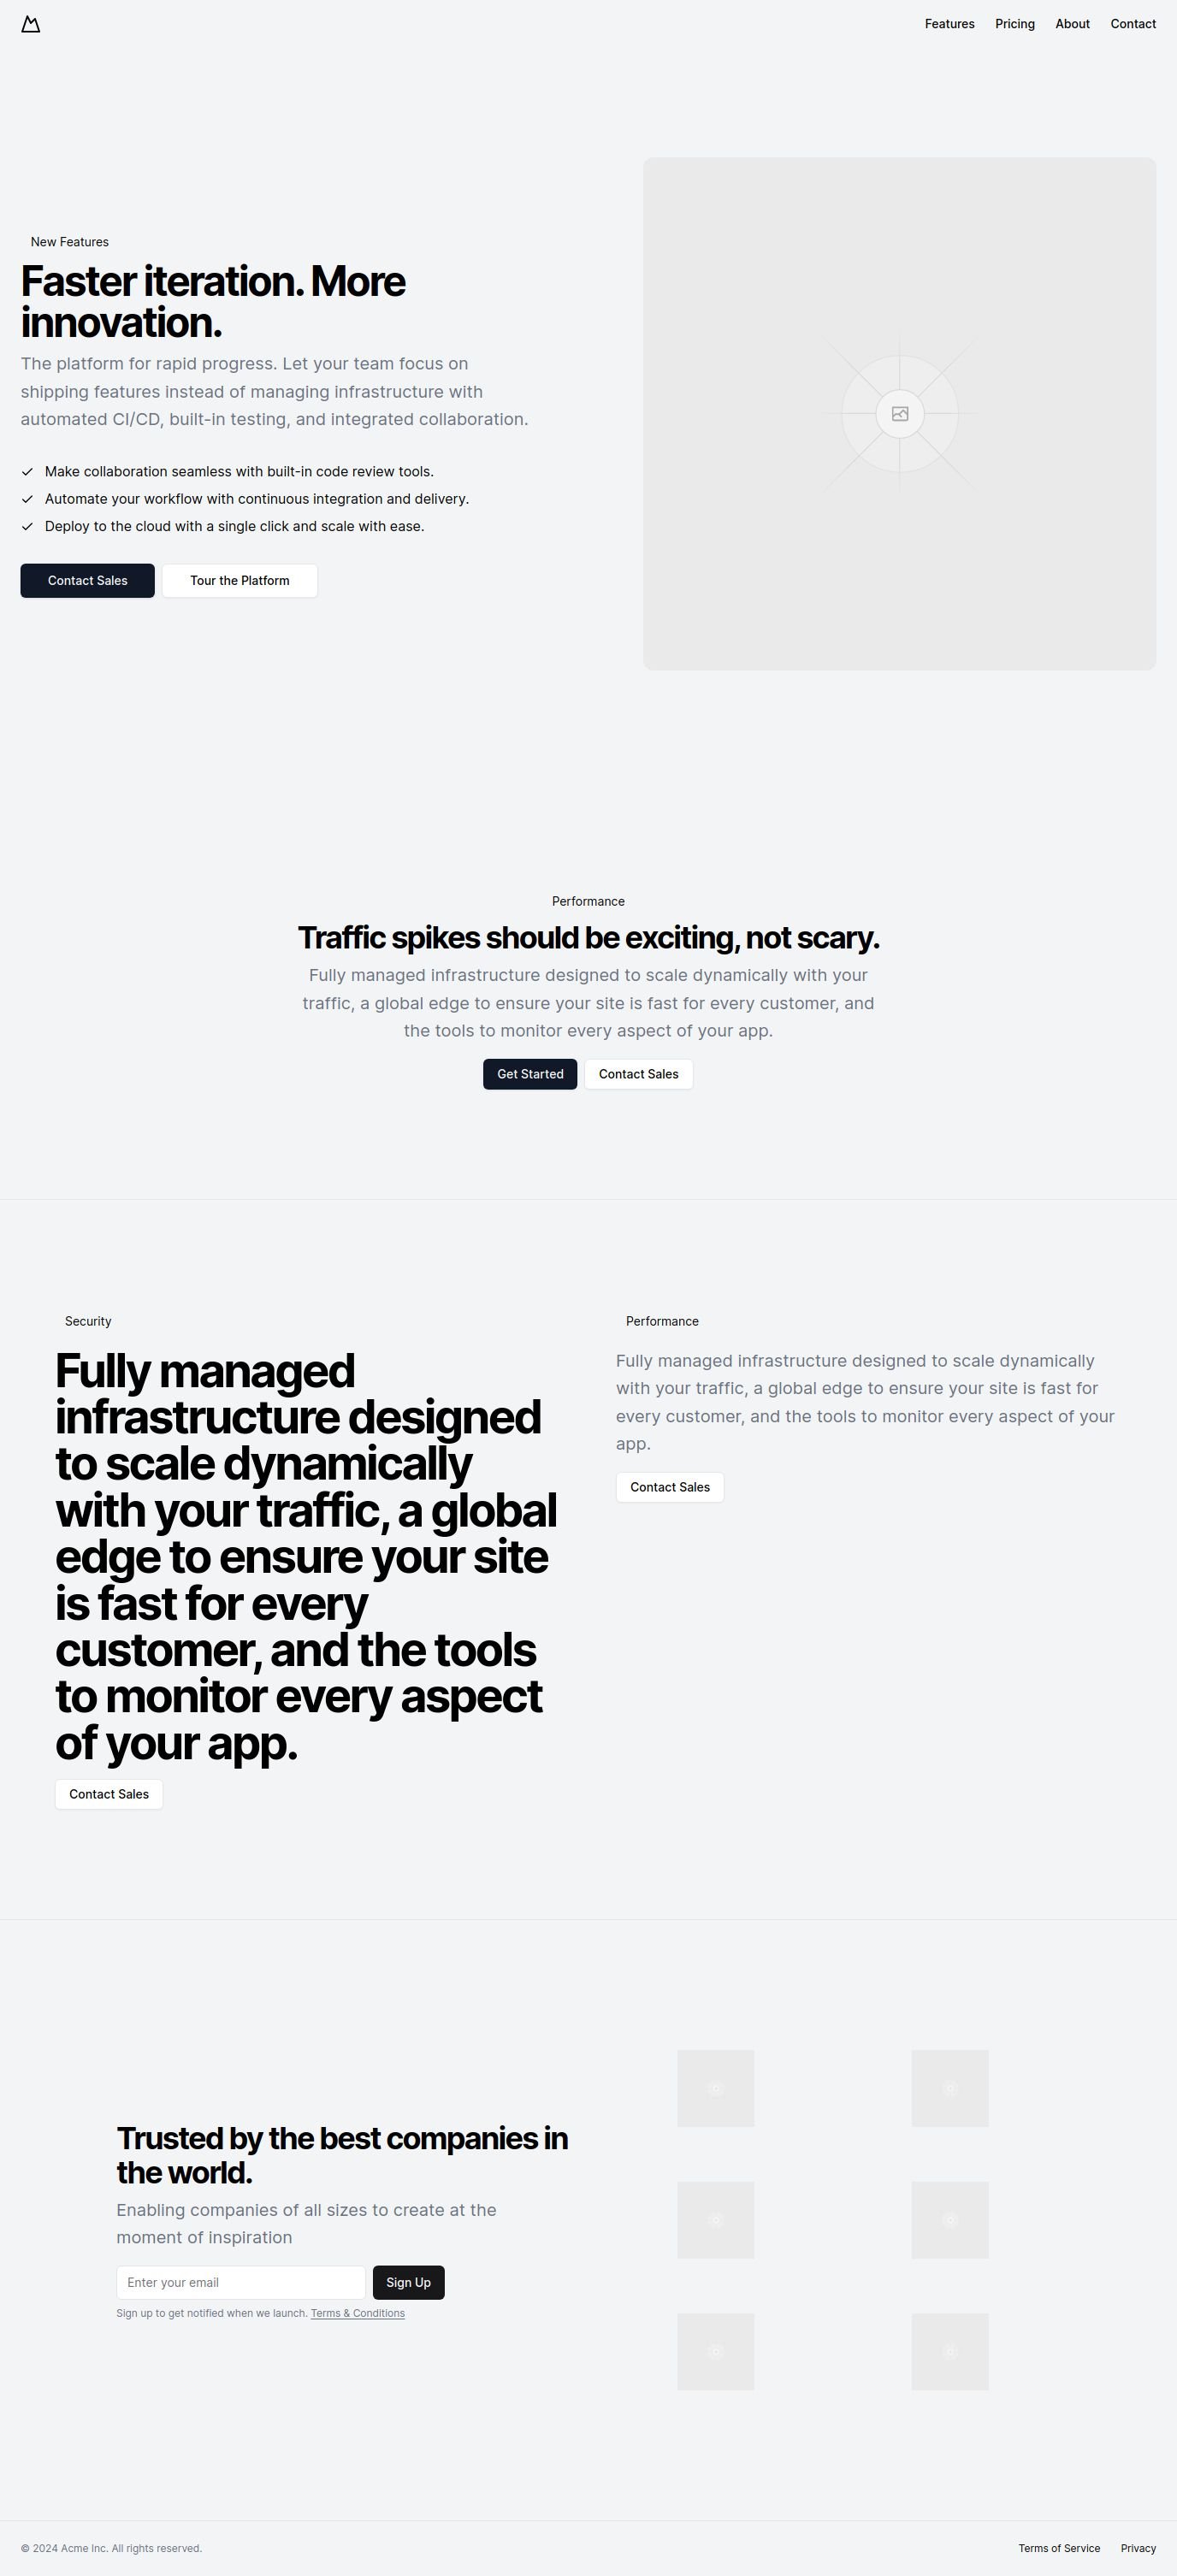 Features Pricing About Contact
New Features
Faster iteration. More
innovation.
The platform for rapid progress. Let your team focus on
shipping features instead of managing infrastructure with
automated CI/CD, built-in testing, and integrated collaboration.
Make collaboration seamless with built-in code review tools.
Automate your workflow with continuous integration and delivery.
Deploy to the cloud with a single click and scale with ease.
Contact Sales Tour the Platform
Performance
Traffic spikes should be exciting, not scary.
Fully managed infrastructure designed to scale dynamically with your
traffic, a global edge to ensure your site is fast for every customer, and
the tools to monitor every aspect of your app.
Get Started Contact Sales
Security
Fully managed
infrastructure designed
to scale dynamically
with your traffic, a global
edge to ensure your site
is fast for every
customer, and the tools
to monitor every aspect
of your app.
Contact Sales
Performance
Fully managed infrastructure designed to scale dynamically
with your traffic, a global edge to ensure your site is fast for
every customer, and the tools to monitor every aspect of your
app.
Contact Sales
Trusted by the best companies in
the world.
Enabling companies of all sizes to create at the
moment of inspiration
Enter your email Sign Up
Sign up to get notified when we launch. Terms & Conditions
© 2024 Acme Inc. All rights reserved. Terms of Service Privacy